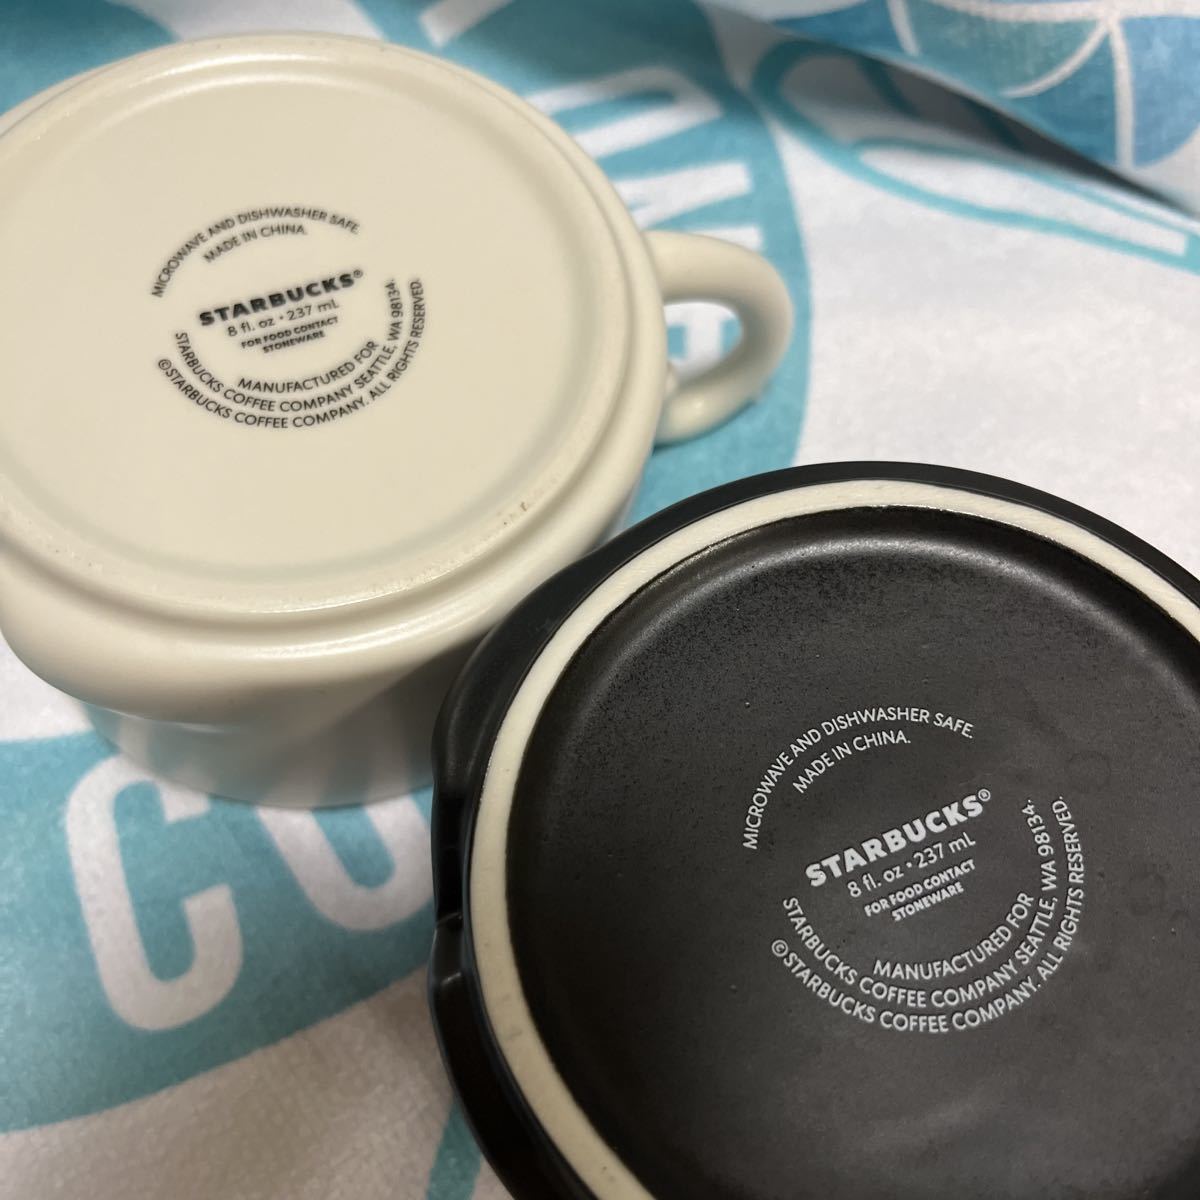 MICROWAVE AND DISHWASHER SAFE.
MADE IN CHINA.
STARBUCKS®
8 fl. oz • 237 mL
FOR FOOD CONTACT
STONEWARE
MANUFACTURED FOR
STARBUCKS COFFEE COMPANY SEATTLE, WA 98134.
©STARBUCKS COFFEE COMPANY. ALL RIGHTS RESERVED.
MICROWAVE AND DISHWASHER SAFE.
MADE IN CHINA.
STARBUCKS®
8 fl. oz • 237 mL
FOR FOOD CONTACT
STONEWARE
MANUFACTURED FOR
STARBUCKS COFFEE COMPANY SEATTLE, WA 98134.
©STARBUCKS COFFEE COMPANY. ALL RIGHTS RESERVED.